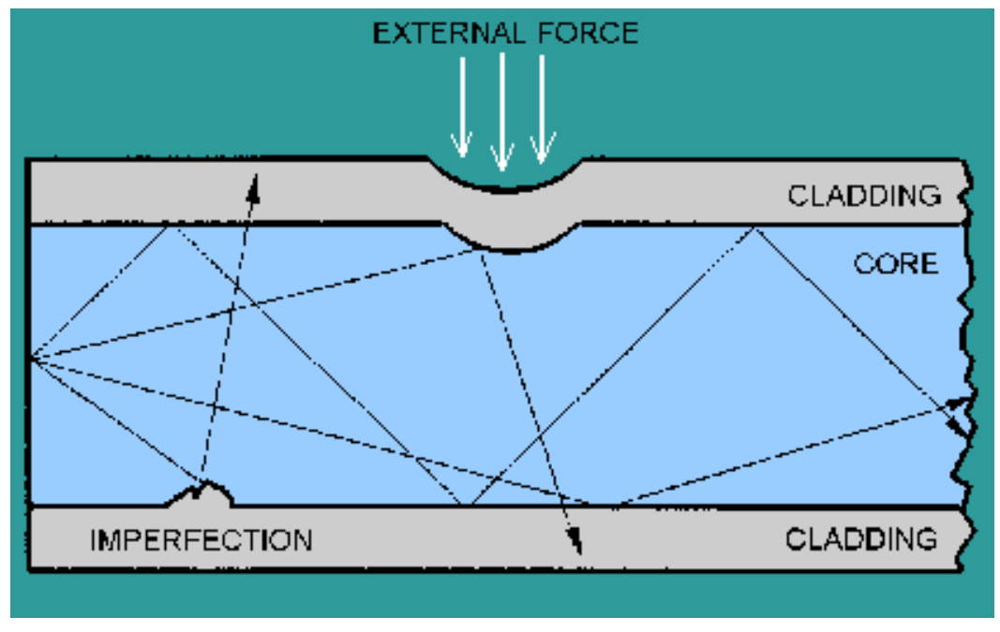 EXTERNAL FORCE
CLADDING
CORE
IMPERFECTION
CLADDING